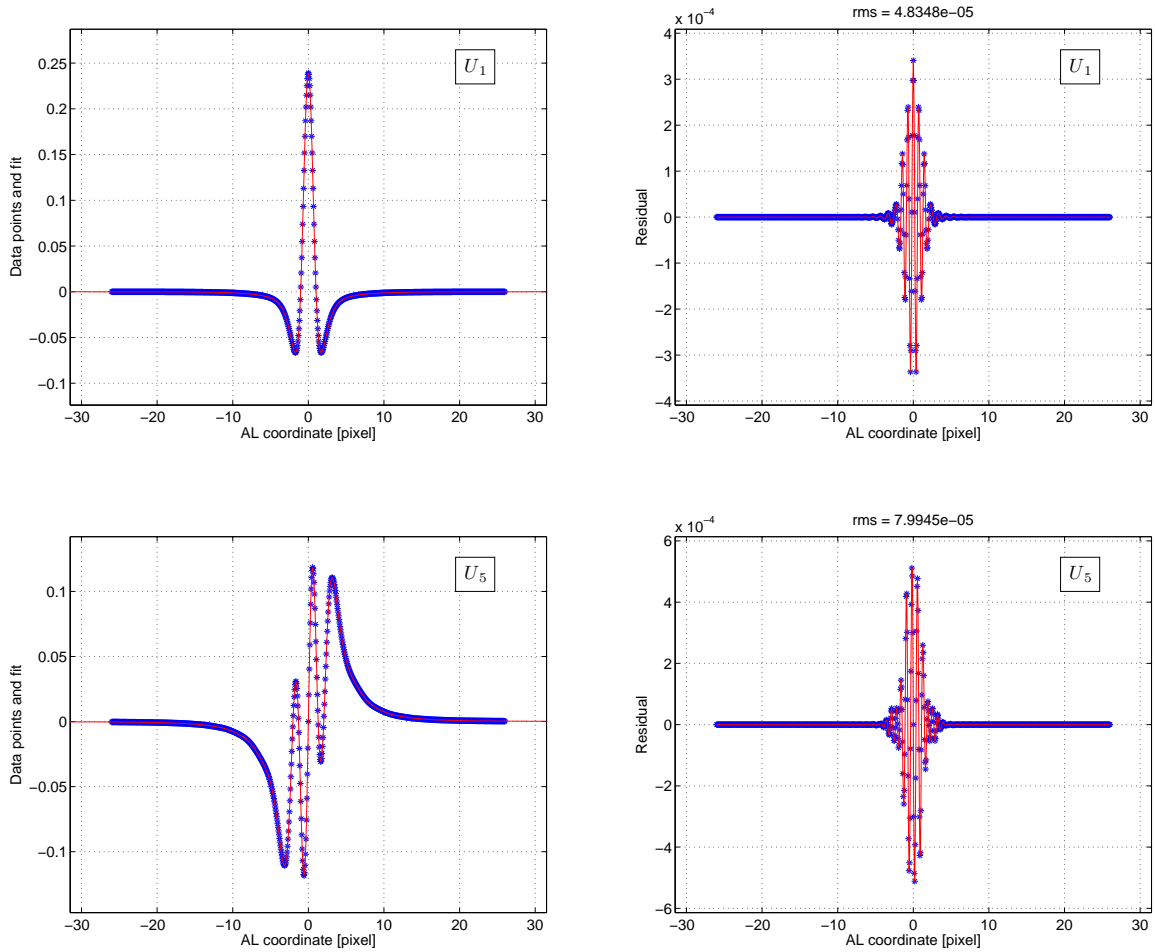 0.25
0.2
0.15
0.1
0.05
0
−0.05
−0.1
−30 −20 −10 0 10 20 30
AL coordinate [pixel]
Data points and fit
U1
rms = 4.8348e−05
x 10−4
4
3
2
1
0
−1
−2
−3
−4
−30 −20 −10 0 10 20 30
AL coordinate [pixel]
Residual
U1
0.1
0.05
0
−0.05
−0.1
−30 −20 −10 0 10 20 30
AL coordinate [pixel]
Data points and fit
U5
rms = 7.9945e−05
x 10−4
6
4
2
0
−2
−4
−6
−30 −20 −10 0 10 20 30
AL coordinate [pixel]
Residual
U5